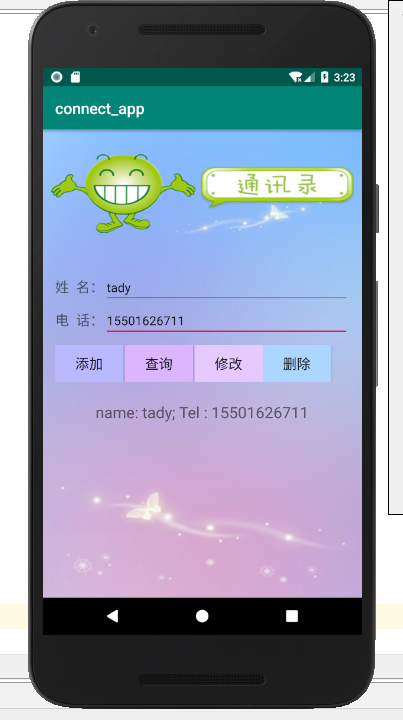 3:23
connect_app
通讯录
姓 名: tady
电 话: 15501626711
添加 查询 修改 删除
name: tady; Tel : 15501626711